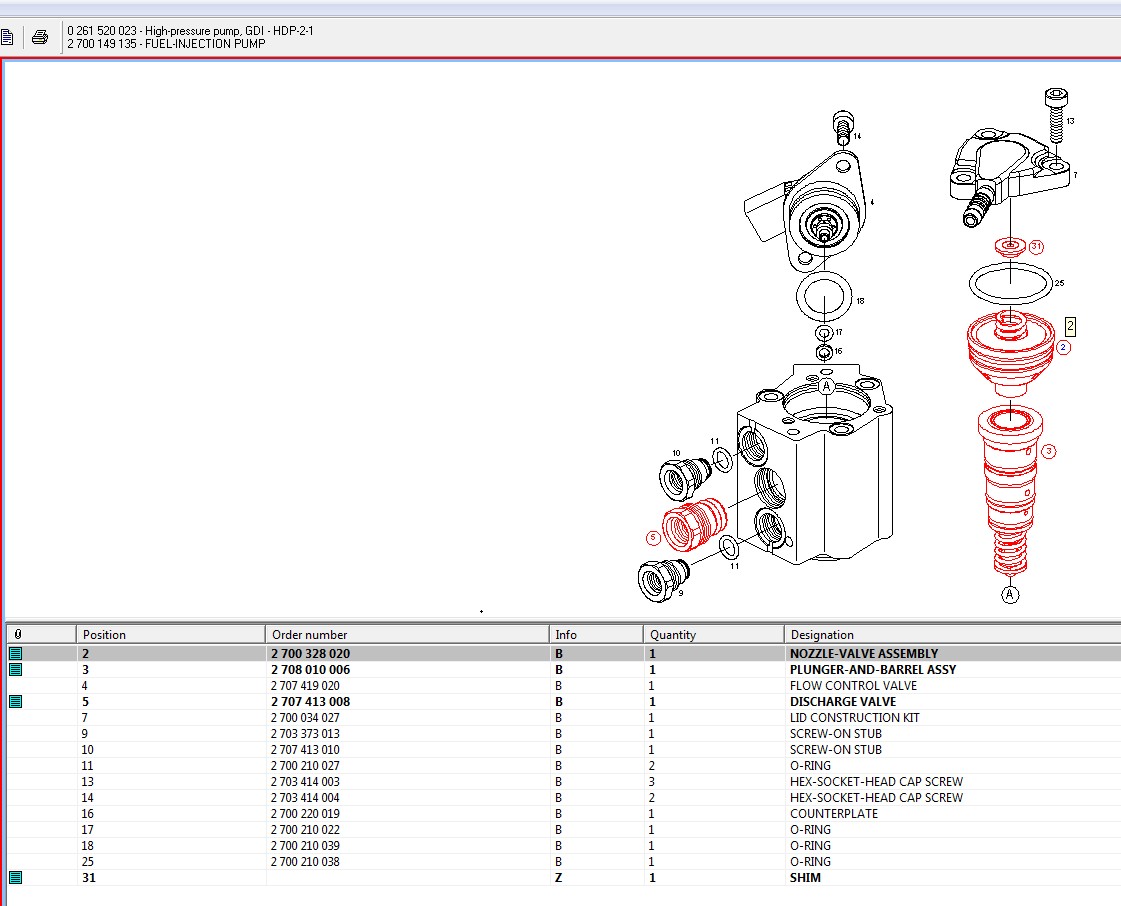 0 261 520 023 - High-pressure pump, GDI - HDP-2-1
2 700 149 135 - FUEL-INJECTION PUMP
13
14
7
4
31
25
18
2
17
2
16
A
11
10
3
5
11
9
A
Position Order number Info Quantity Designation
2 2 700 328 020 B 1 NOZZLE-VALVE ASSEMBLY
3 2 708 010 006 B 1 PLUNGER-AND-BARREL ASSY
4 2 707 419 020 B 1 FLOW CONTROL VALVE
5 2 707 413 008 B 1 DISCHARGE VALVE
7 2 700 034 027 B 1 LID CONSTRUCTION KIT
9 2 703 373 013 B 1 SCREW-ON STUB
10 2 707 413 010 B 1 SCREW-ON STUB
11 2 700 210 027 B 2 O-RING
13 2 703 414 003 B 3 HEX-SOCKET-HEAD CAP SCREW
14 2 703 414 004 B 2 HEX-SOCKET-HEAD CAP SCREW
16 2 700 220 019 B 1 COUNTERPLATE
17 2 700 210 022 B 1 O-RING
18 2 700 210 039 B 1 O-RING
25 2 700 210 038 B 1 O-RING
31 Z 1 SHIM